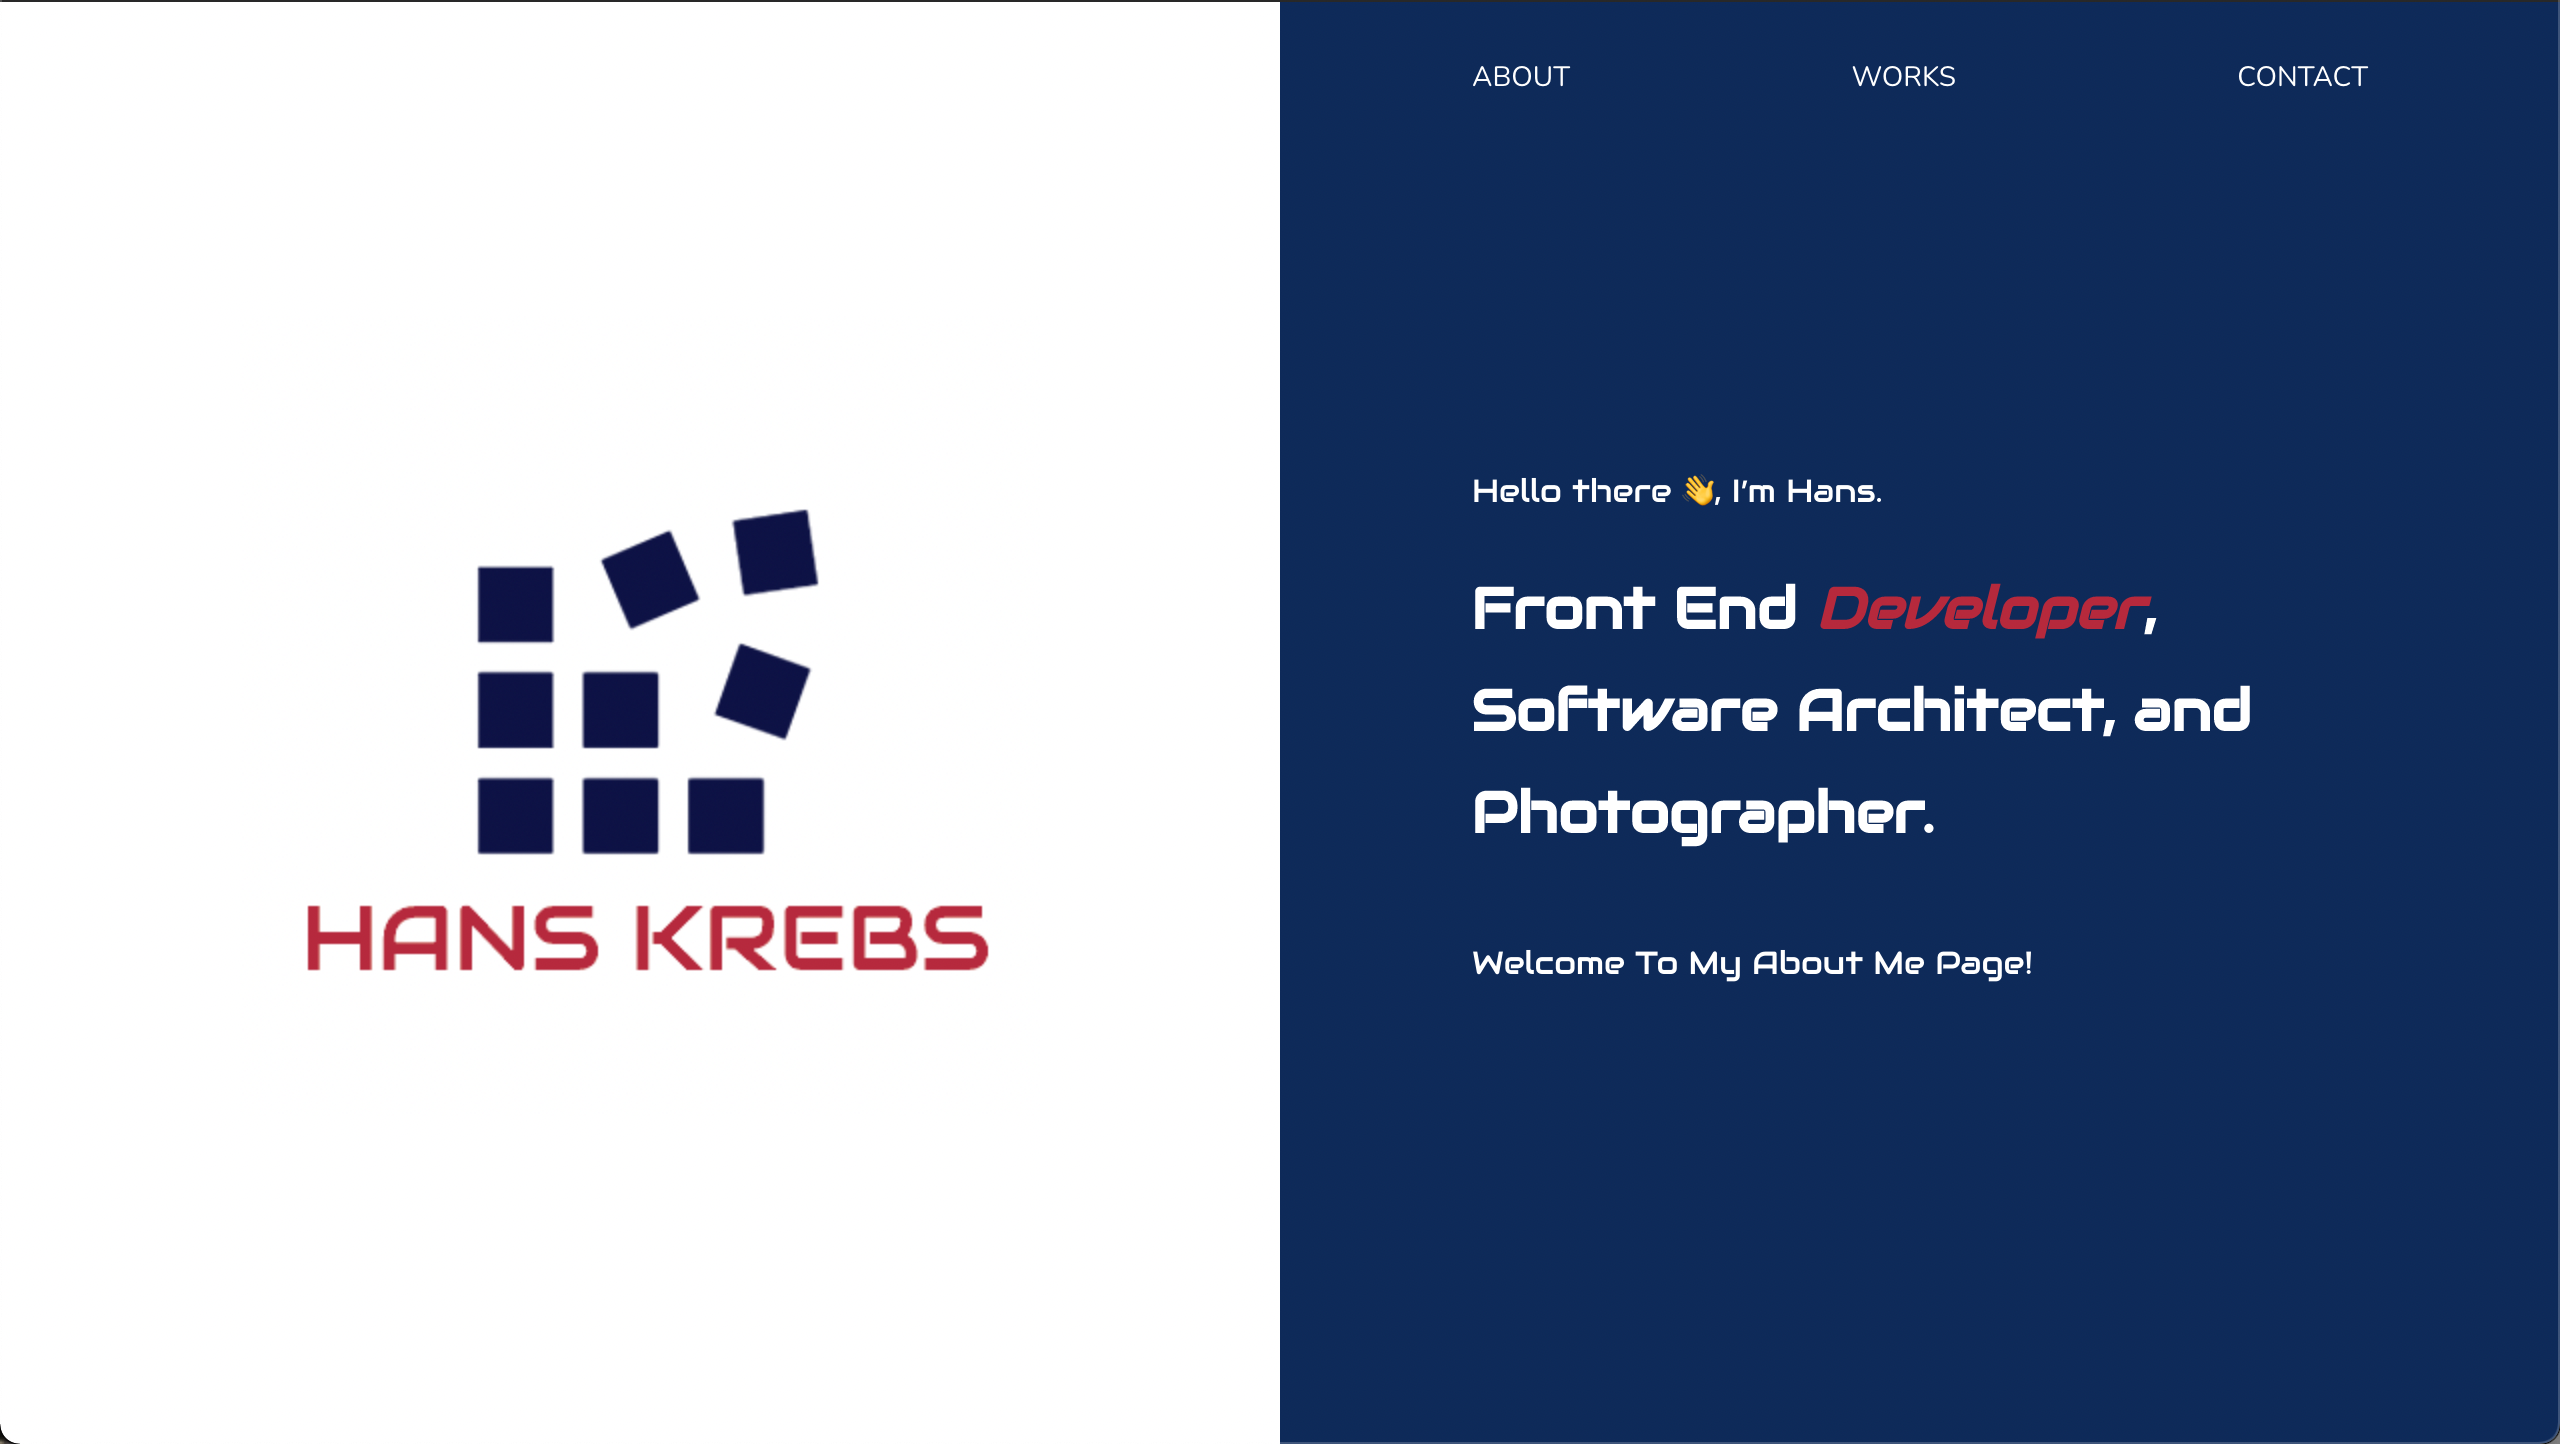 ABOUT WORKS CONTACT
HANS KREBS
Hello there 👋, I'm Hans.
Front End Developer,
Software Architect, and
Photographer.
Welcome To My About Me Page!